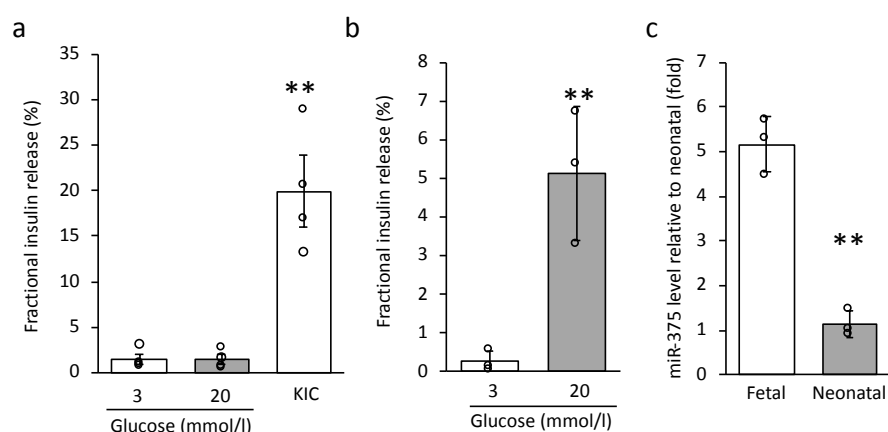 a
Fractional insulin release (%)
35
30
25
20
15
10
5
0
**
3 20 KIC
Glucose (mmol/l)
b
Fractional insulin release (%)
8
7
6
5
4
3
2
1
0
**
3 20
Glucose (mmol/l)
c
miR-375 level relative to neonatal (fold)
7
6
5
4
3
2
1
0
**
Fetal Neonatal